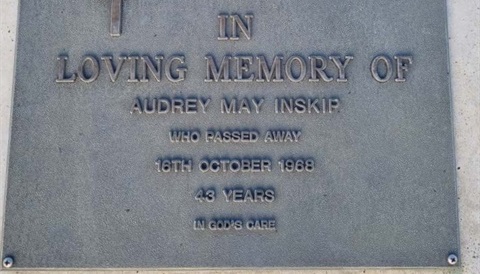 IN
LOVING MEMORY OF
AUDREY MAY INSKIP
WHO PASSED AWAY
16TH OCTOBER 1968
43 YEARS
IN GOD'S CARE